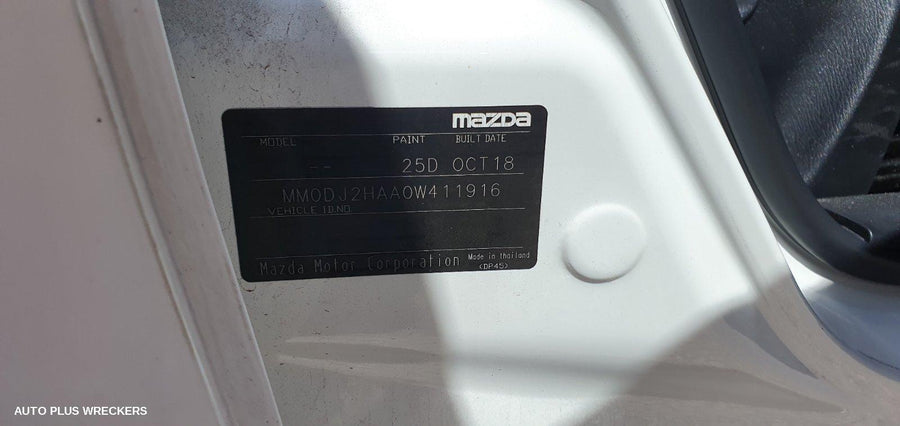 mazda
MODEL PAINT BUILT DATE
-- 25D OCT18
MM0DJ2HAA0W411916
VEHICLE ID.NO.
Mazda Motor Corporation Made in thailand
(DP45)
AUTO PLUS WRECKERS